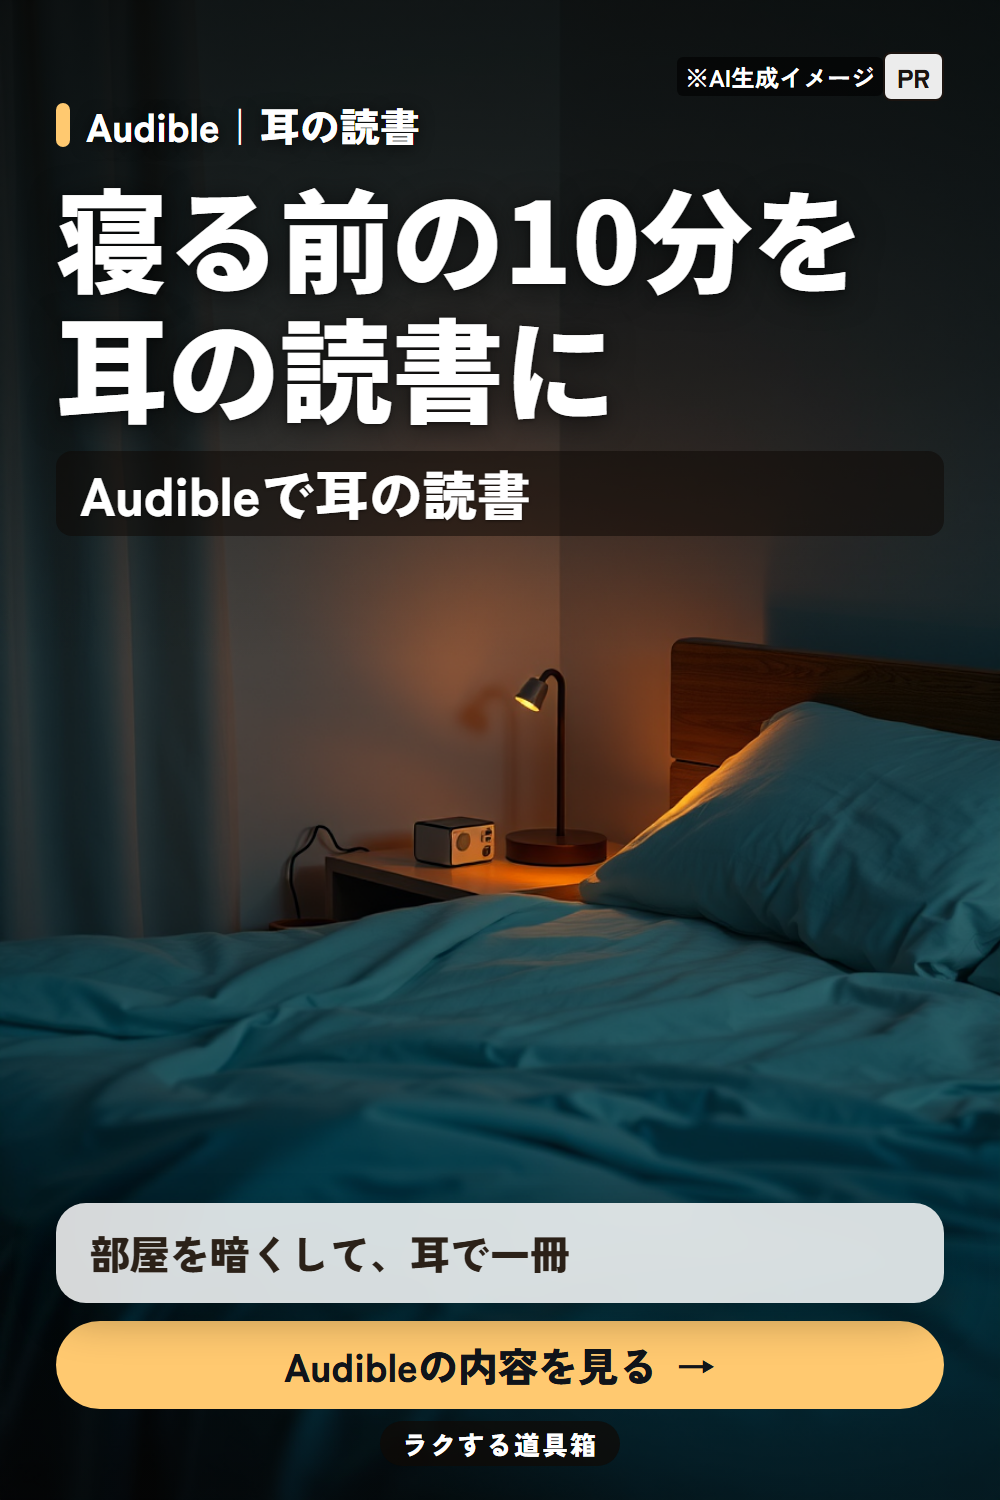 ※AI生成イメージ
PR
Audible｜耳の読書
寝る前の10分を
耳の読書に
Audibleで耳の読書
部屋を暗くして、耳で一冊
Audibleの内容を見る →
ラクする道具箱